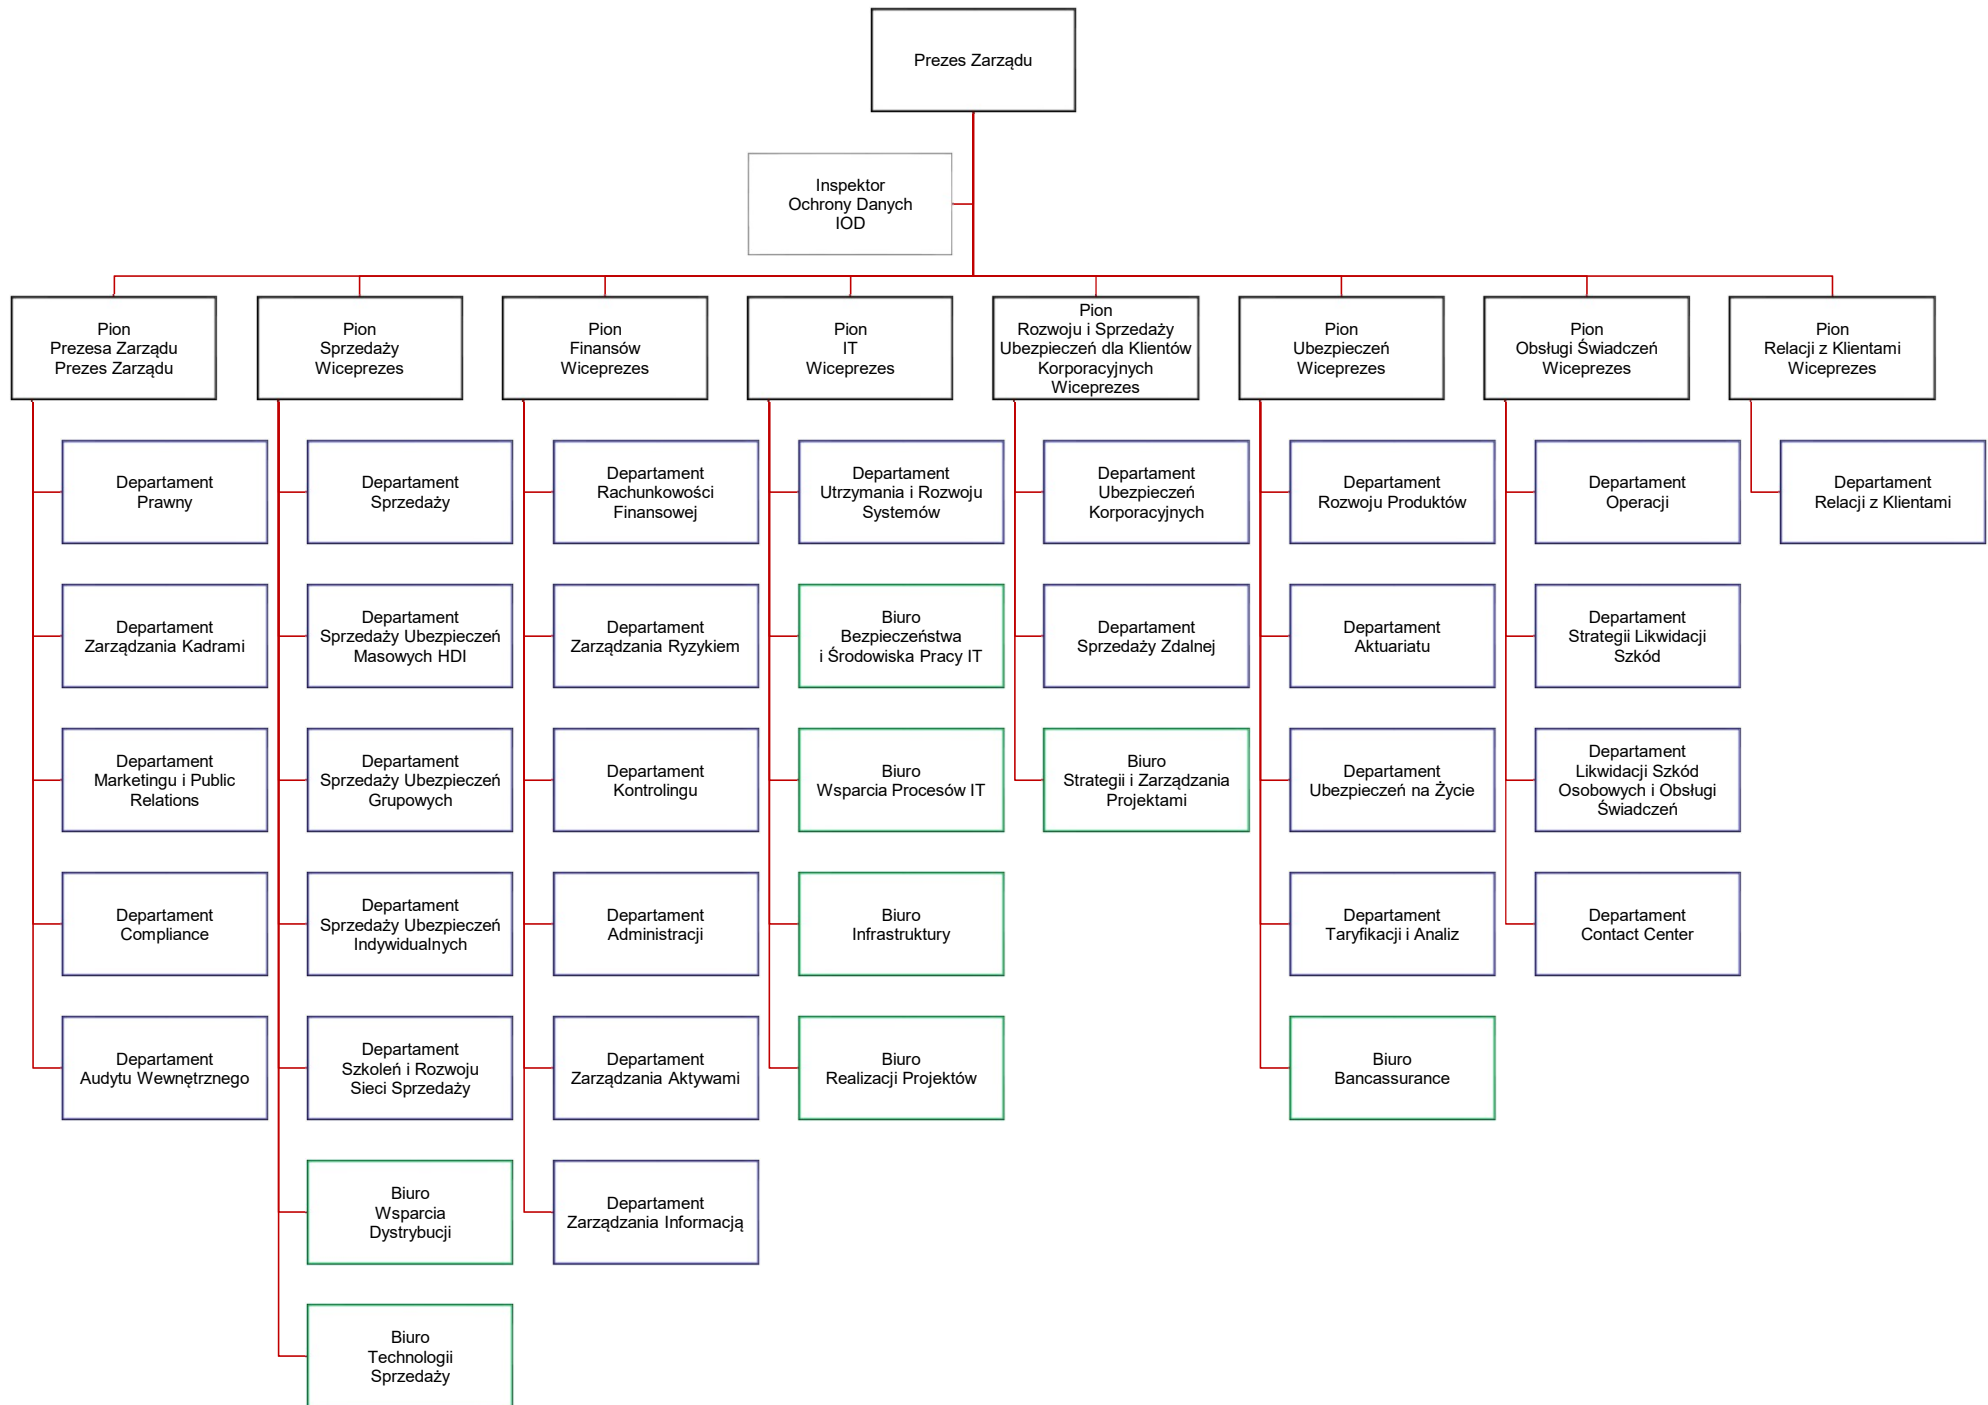 Prezes Zarządu
Inspektor
Ochrony Danych
IOD
Pion
Prezesa Zarządu
Prezes Zarządu
Pion
Sprzedaży
Wiceprezes
Pion
Finansów
Wiceprezes
Pion
IT
Wiceprezes
Pion
Rozwoju i Sprzedaży
Ubezpieczeń dla Klientów
Korporacyjnych
Wiceprezes
Pion
Ubezpieczeń
Wiceprezes
Pion
Obsługi Świadczeń
Wiceprezes
Pion
Relacji z Klientami
Wiceprezes
Departament
Prawny
Departament
Sprzedaży
Departament
Rachunkowości
Finansowej
Departament
Utrzymania i Rozwoju
Systemów
Departament
Ubezpieczeń
Korporacyjnych
Departament
Rozwoju Produktów
Departament
Operacji
Departament
Relacji z Klientami
Departament
Zarządzania Kadrami
Departament
Sprzedaży Ubezpieczeń
Masowych HDI
Departament
Zarządzania Ryzykiem
Biuro
Bezpieczeństwa
i Środowiska Pracy IT
Departament
Sprzedaży Zdalnej
Departament
Aktuariatu
Departament
Strategii Likwidacji
Szkód
Departament
Marketingu i Public
Relations
Departament
Sprzedaży Ubezpieczeń
Grupowych
Departament
Kontrolingu
Biuro
Wsparcia Procesów IT
Biuro
Strategii i Zarządzania
Projektami
Departament
Ubezpieczeń na Życie
Departament
Likwidacji Szkód
Osobowych i Obsługi
Świadczeń
Departament
Compliance
Departament
Sprzedaży Ubezpieczeń
Indywidualnych
Departament
Administracji
Biuro
Infrastruktury
Departament
Taryfikacji i Analiz
Departament
Contact Center
Departament
Audytu Wewnętrznego
Departament
Szkoleń i Rozwoju
Sieci Sprzedaży
Departament
Zarządzania Aktywami
Biuro
Realizacji Projektów
Biuro
Bancassurance
Biuro
Wsparcia
Dystrybucji
Departament
Zarządzania Informacją
Biuro
Technologii
Sprzedaży